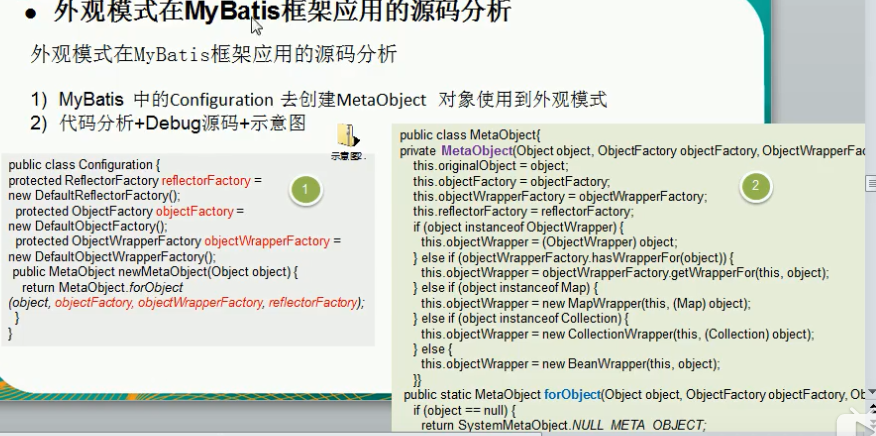 ● 外观模式在MyBatis框架应用的源码分析
外观模式在MyBatis框架应用的源码分析
1) MyBatis 中的Configuration 去创建MetaObject 对象使用到外观模式
2) 代码分析+Debug源码+示意图
示意图2.
public class Configuration {
protected ReflectorFactory reflectorFactory =
new DefaultReflectorFactory();
protected ObjectFactory objectFactory =
new DefaultObjectFactory();
protected ObjectWrapperFactory objectWrapperFactory =
new DefaultObjectWrapperFactory();
public MetaObject newMetaObject(Object object) {
return MetaObject.forObject
(object, objectFactory, objectWrapperFactory, reflectorFactory);
}
}
1
public class MetaObject{
private MetaObject(Object object, ObjectFactory objectFactory, ObjectWrapperFac
this.originalObject = object;
this.objectFactory = objectFactory;
this.objectWrapperFactory = objectWrapperFactory;
this.reflectorFactory = reflectorFactory;
if (object instanceof ObjectWrapper) {
this.objectWrapper = (ObjectWrapper) object;
} else if (objectWrapperFactory.hasWrapperFor(object)) {
this.objectWrapper = objectWrapperFactory.getWrapperFor(this, object);
} else if (object instanceof Map) {
this.objectWrapper = new MapWrapper(this, (Map) object);
} else if (object instanceof Collection) {
this.objectWrapper = new CollectionWrapper(this, (Collection) object);
} else {
this.objectWrapper = new BeanWrapper(this, object);
}}
public static MetaObject forObject(Object object, ObjectFactory objectFactory, Ob
if (object == null) {
return SystemMetaObject.NULL_META_OBJECT;
2